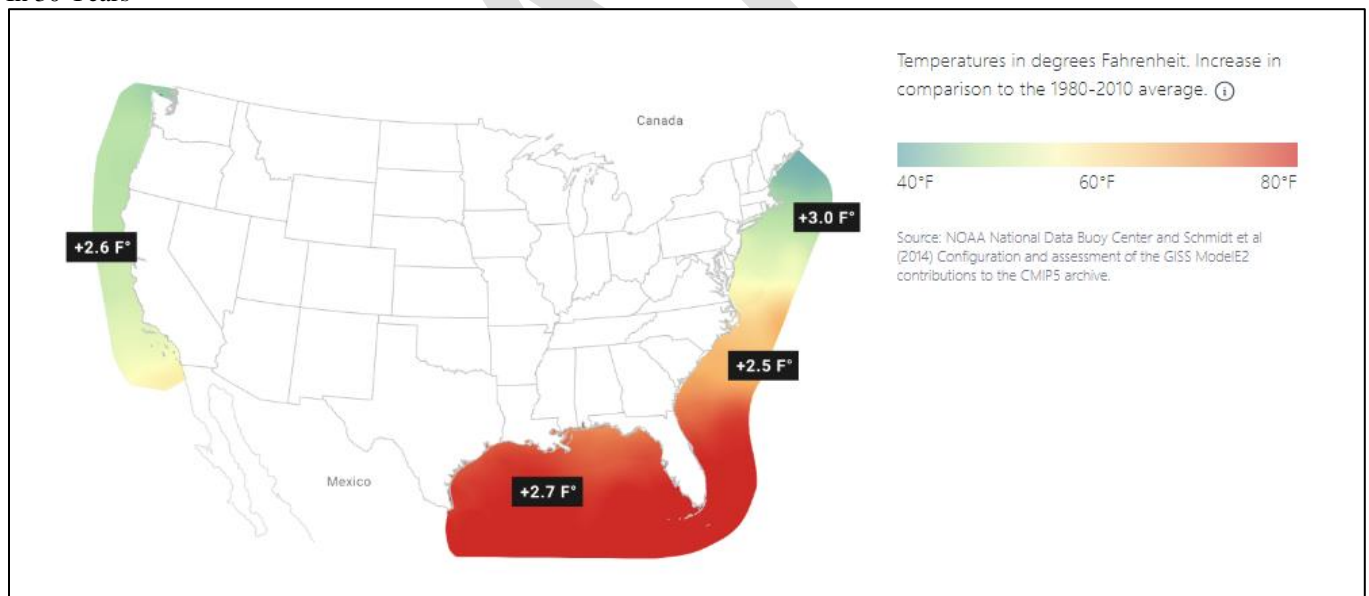 in 30 Years
Temperatures in degrees Fahrenheit. Increase in
comparison to the 1980-2010 average.
Canada
40°F 60°F 80°F
+3.0 F°
+2.6 F°
Source: NOAA National Data Buoy Center and Schmidt et al
(2014) Configuration and assessment of the GISS ModelE2
contributions to the CMIP5 archive.
+2.5 F°
Mexico
+2.7 F°